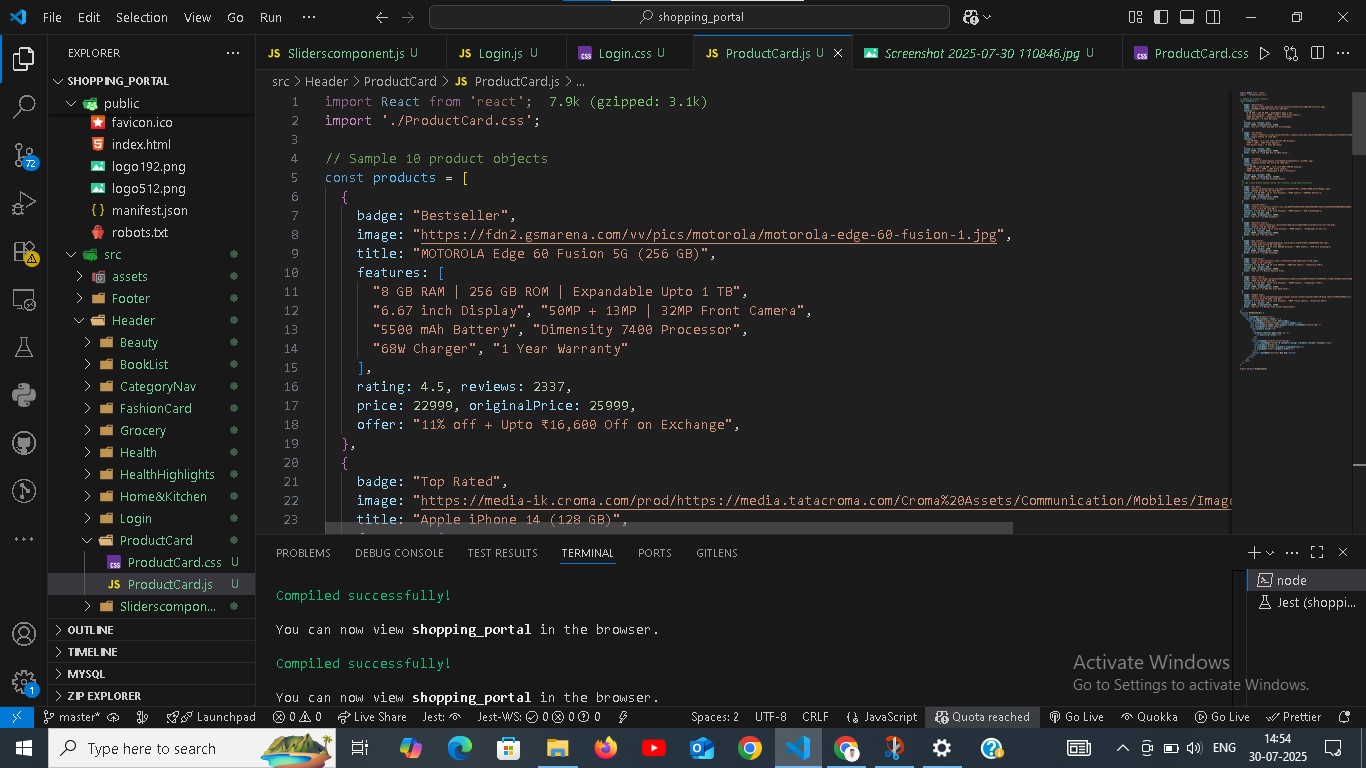 File Edit Selection View Go Run ··· shopping_portal
EXPLORER ···
SHOPPING_PORTAL
public
favicon.ico
index.html
logo192.png
logo512.png
manifest.json
robots.txt
src
assets
Footer
Header
Beauty
BookList
CategoryNav
FashionCard
Grocery
Health
HealthHighlights
Home&Kitchen
Login
ProductCard
ProductCard.css U
ProductCard.js U
Sliderscompon...
OUTLINE
TIMELINE
MYSQL
ZIP EXPLORER
72
1
JS Sliderscomponent.js U JS Login.js U Login.css U JS ProductCard.js U Screenshot 2025-07-30 110846.jpg U ProductCard.css
src > Header > ProductCard > JS ProductCard.js > ...
1 import React from 'react'; 7.9k (gzipped: 3.1k)
2 import './ProductCard.css';
3
4 // Sample 10 product objects
5 const products = [
6 {
7 badge: "Bestseller",
8 image: "https://fdn2.gsmarena.com/vv/pics/motorola/motorola-edge-60-fusion-1.jpg",
9 title: "MOTOROLA Edge 60 Fusion 5G (256 GB)",
10 features: [
11 "8 GB RAM | 256 GB ROM | Expandable Upto 1 TB",
12 "6.67 inch Display", "50MP + 13MP | 32MP Front Camera",
13 "5500 mAh Battery", "Dimensity 7400 Processor",
14 "68W Charger", "1 Year Warranty"
15 ],
16 rating: 4.5, reviews: 2337,
17 price: 22999, originalPrice: 25999,
18 offer: "11% off + Upto ₹16,600 Off on Exchange",
19 },
20 {
21 badge: "Top Rated",
22 image: "https://media-ik.croma.com/prod/https://media.tatacroma.com/Croma%20Assets/Communication/Mobiles/Imag
23 title: "Apple iPhone 14 (128 GB)",
PROBLEMS DEBUG CONSOLE TEST RESULTS TERMINAL PORTS GITLENS
Compiled successfully!
You can now view shopping_portal in the browser.
Compiled successfully!
You can now view shopping_portal in the browser.
node
Jest (shoppi...
Activate Windows
Go to Settings to activate Windows.
master* Launchpad 0 0 Live Share Jest: Jest-WS: 0 0 0 Spaces: 2 UTF-8 CRLF {} JavaScript Quota reached Go Live Quokka Go Live Prettier
Type here to search ENG 14:54
30-07-2025